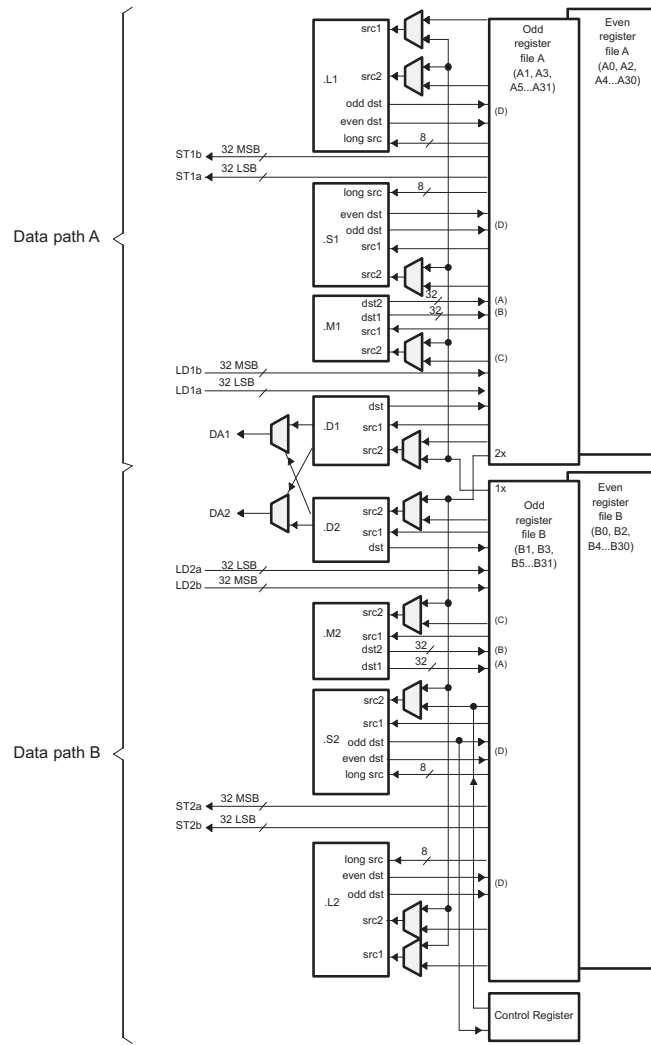 Odd
register
file A
(A1, A3,
A5...A31)
Even
register
file A
(A0, A2,
A4...A30)
src1
.L1
src2
odd dst
(D)
even dst
long src
8
ST1b
32 MSB
ST1a
32 LSB
long src
8
even dst
odd dst
(D)
Data path A
.S1
src1
src2
dst2
32
(A)
dst1
32
(B)
.M1
src1
src2
(C)
LD1b
32 MSB
LD1a
32 LSB
dst
.D1
src1
DA1
src2
2x
1x
Odd
register
file B
(B1, B3,
B5...B31)
Even
register
file B
(B0, B2,
B4...B30)
DA2
src2
.D2
src1
dst
LD2a
32 LSB
LD2b
32 MSB
src2
(C)
.M2
src1
dst2
32
(B)
dst1
32
(A)
src2
src1
.S2
odd dst
(D)
Data path B
even dst
long src
8
ST2a
32 MSB
ST2b
32 LSB
long src
8
even dst
(D)
odd dst
.L2
src2
src1
Control Register